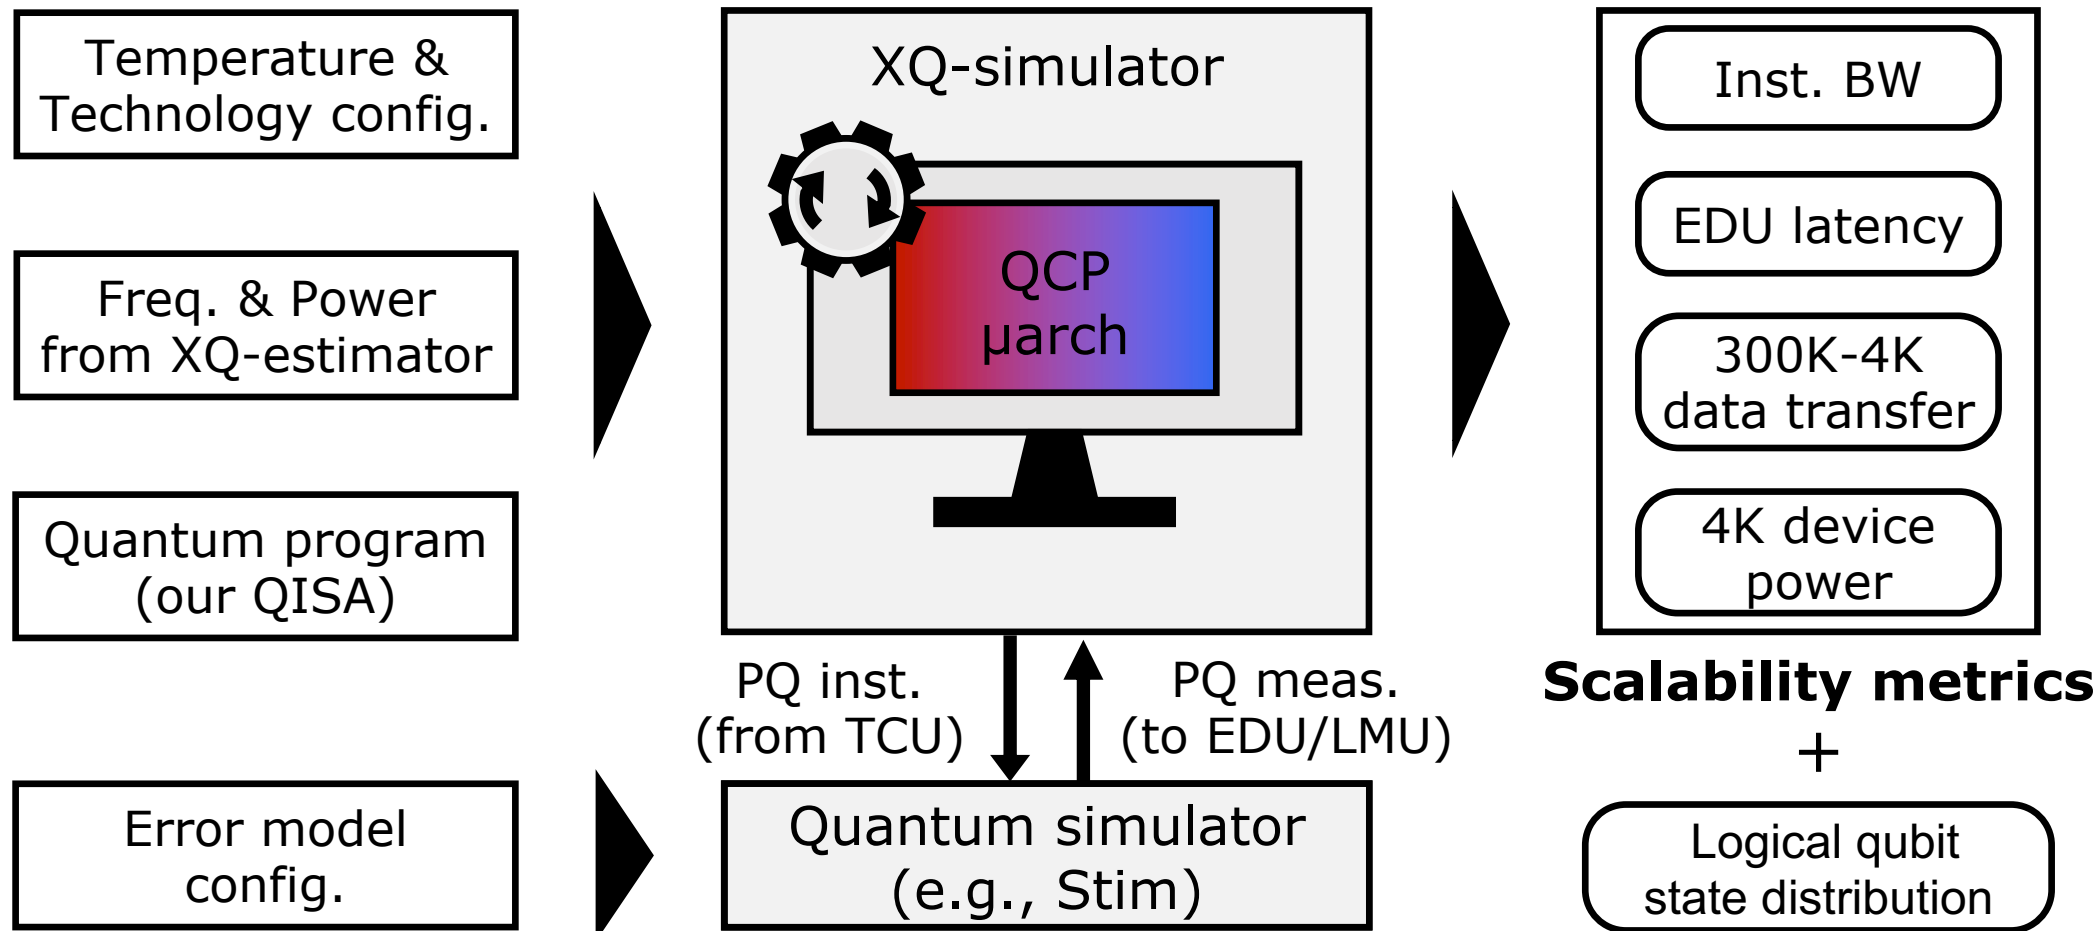 Temperature &
Technology config.
Freq. & Power
from XQ-estimator
Quantum program
(our QISA)
Error model
config.
XQ-simulator
QCP
µarch
PQ inst.
(from TCU)
PQ meas.
(to EDU/LMU)
Quantum simulator
(e.g., Stim)
Inst. BW
EDU latency
300K-4K
data transfer
4K device
power
Scalability metrics
+
Logical qubit
state distribution